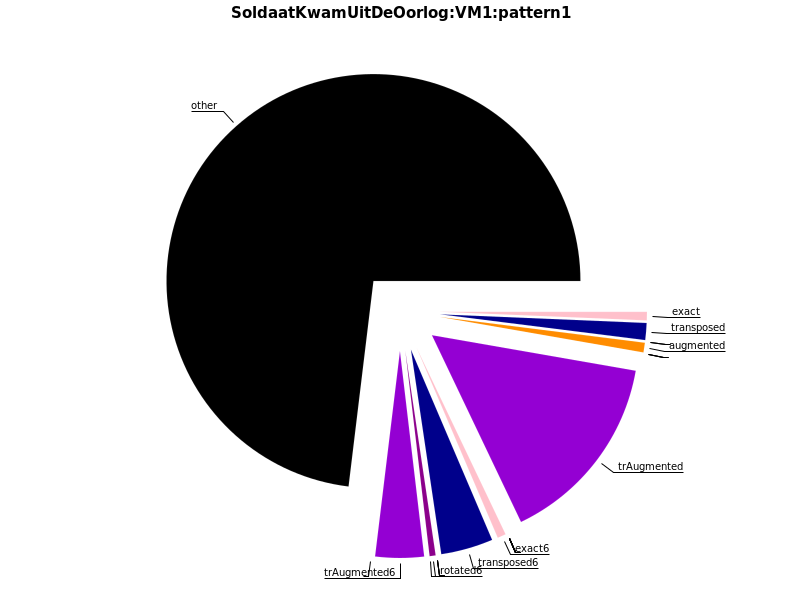 SoldaatKwamUitDeOorlog:VM1:pattern1
other
exact
transposed
augmented
trAugmented
exact6
transposed6
rotated6
trAugmented6